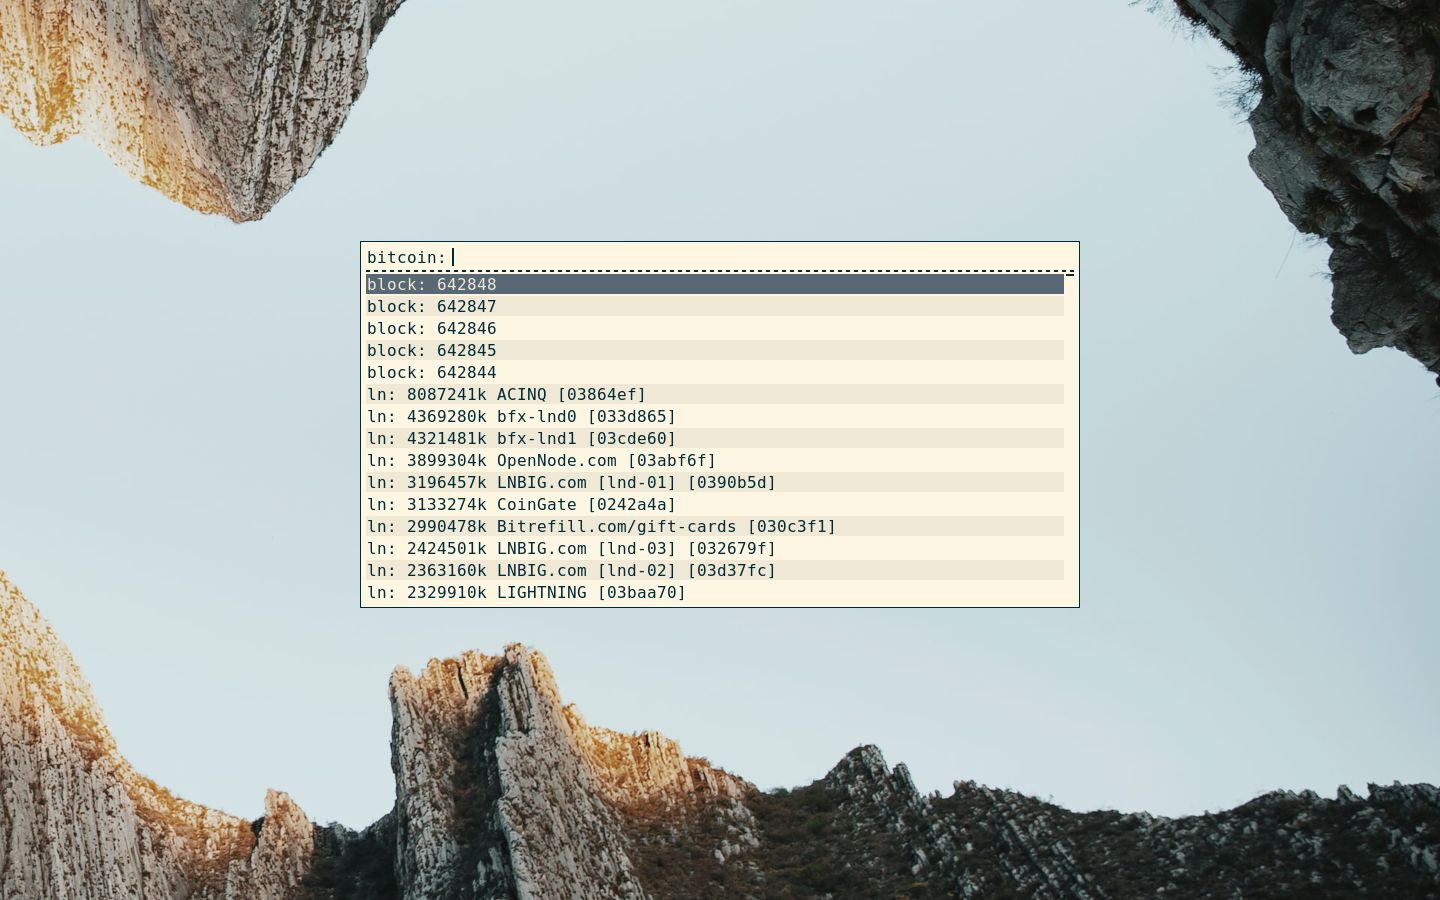 bitcoin:
block: 642848
block: 642847
block: 642846
block: 642845
block: 642844
ln: 8087241k ACINQ [03864ef]
ln: 4369280k bfx-lnd0 [033d865]
ln: 4321481k bfx-lnd1 [03cde60]
ln: 3899304k OpenNode.com [03abf6f]
ln: 3196457k LNBIG.com [lnd-01] [0390b5d]
ln: 3133274k CoinGate [0242a4a]
ln: 2990478k Bitrefill.com/gift-cards [030c3f1]
ln: 2424501k LNBIG.com [lnd-03] [032679f]
ln: 2363160k LNBIG.com [lnd-02] [03d37fc]
ln: 2329910k LIGHTNING [03baa70]